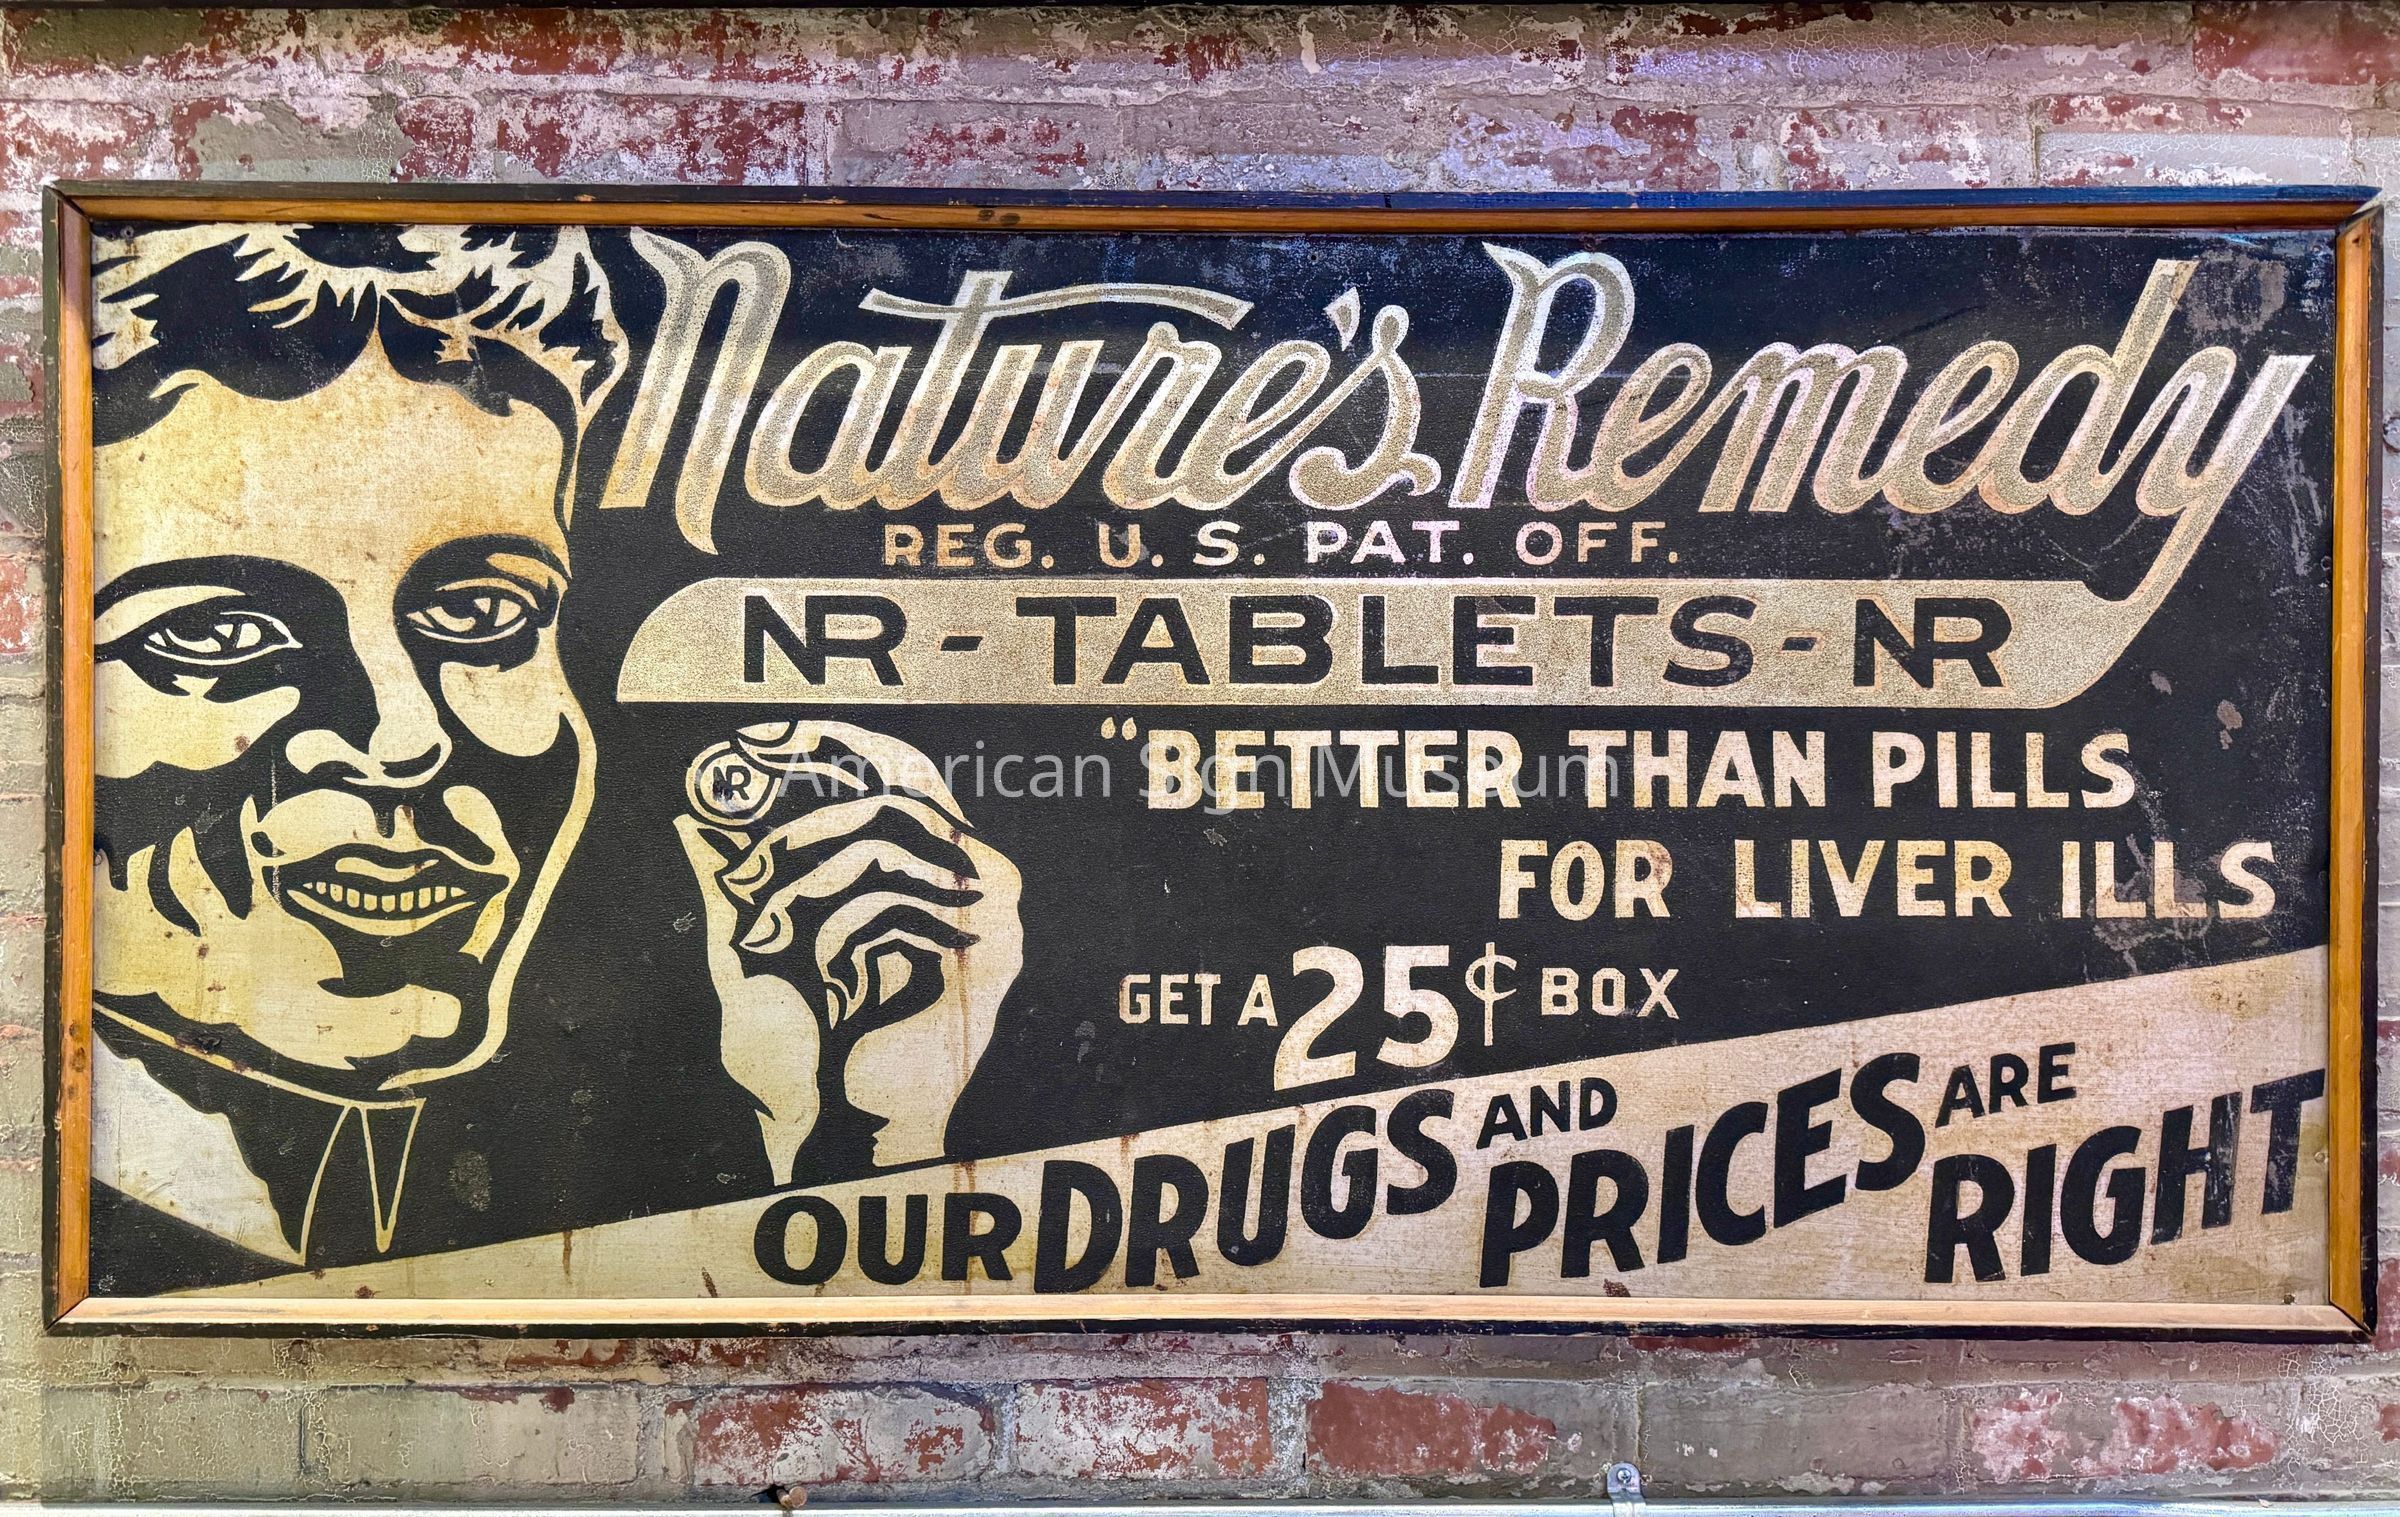 Nature's Remedy
REG. U. S. PAT. OFF.
NR - TABLETS - NR
"BETTER THAN PILLS
FOR LIVER ILLS
NR
American Sign Museum
GET A 25¢ BOX
OUR DRUGS AND PRICES ARE RIGHT